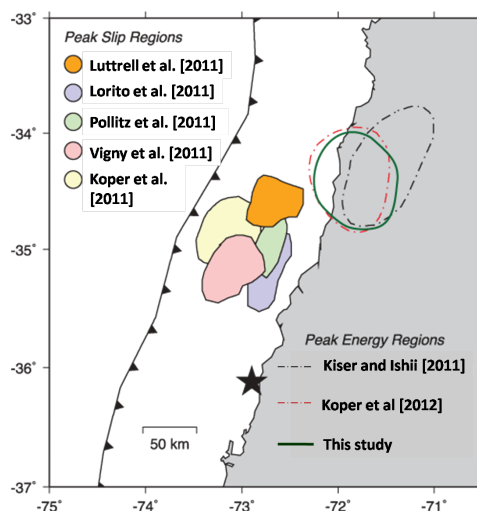 -33°
Peak Slip Regions
Luttrell et al. [2011]
Lorito et al. [2011]
Pollitz et al. [2011]
Vigny et al. [2011]
Koper et al.
[2011]
-34°
-35°
-36°
-37°
Peak Energy Regions
Kiser and Ishii [2011]
Koper et al [2012]
This study
50 km
-75
-74
-73
-72
-71